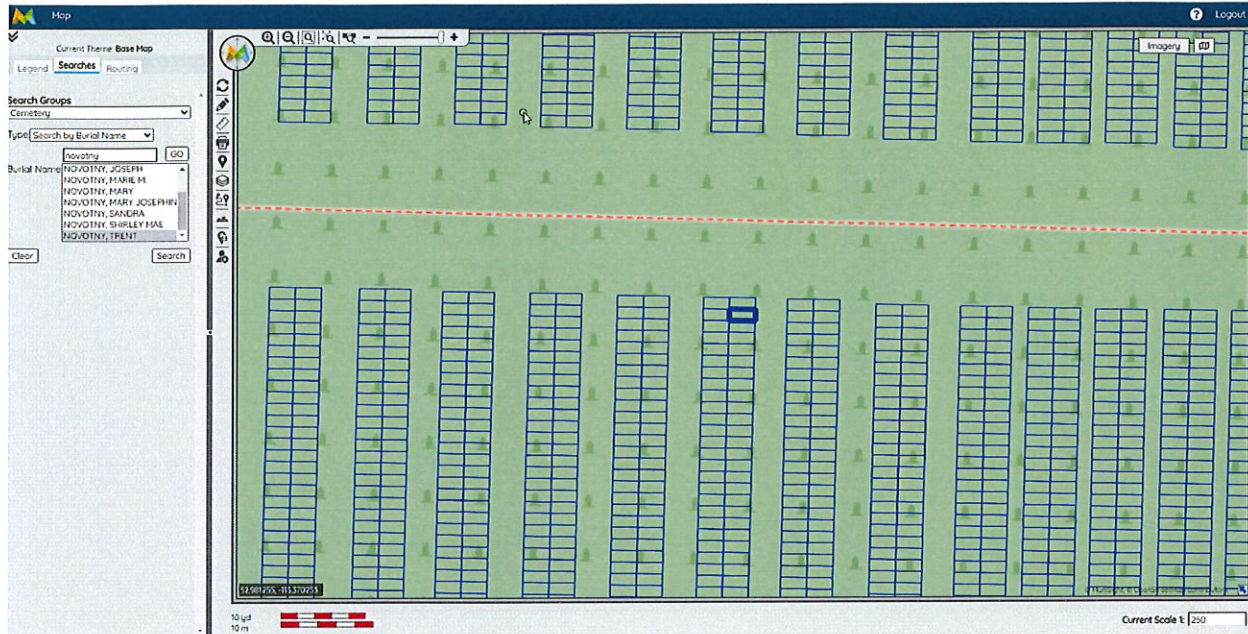 Map
Logout
Current Theme: Base Map
Legend Searches Routing
Imagery
Search Groups
Cemetery
Type: Search by Burial Name
novotny GO
Burial Name
NOVOTNY, JOSEPH
NOVOTNY, MARIE M.
NOVOTNY, MARY
NOVOTNY, MARY JOSEPHIN
NOVOTNY, SANDRA
NOVOTNY, SHIRLEY MAE
NOVOTNY, TRENT
Clear Search
10 yd
10 m
Current Scale 1: 250